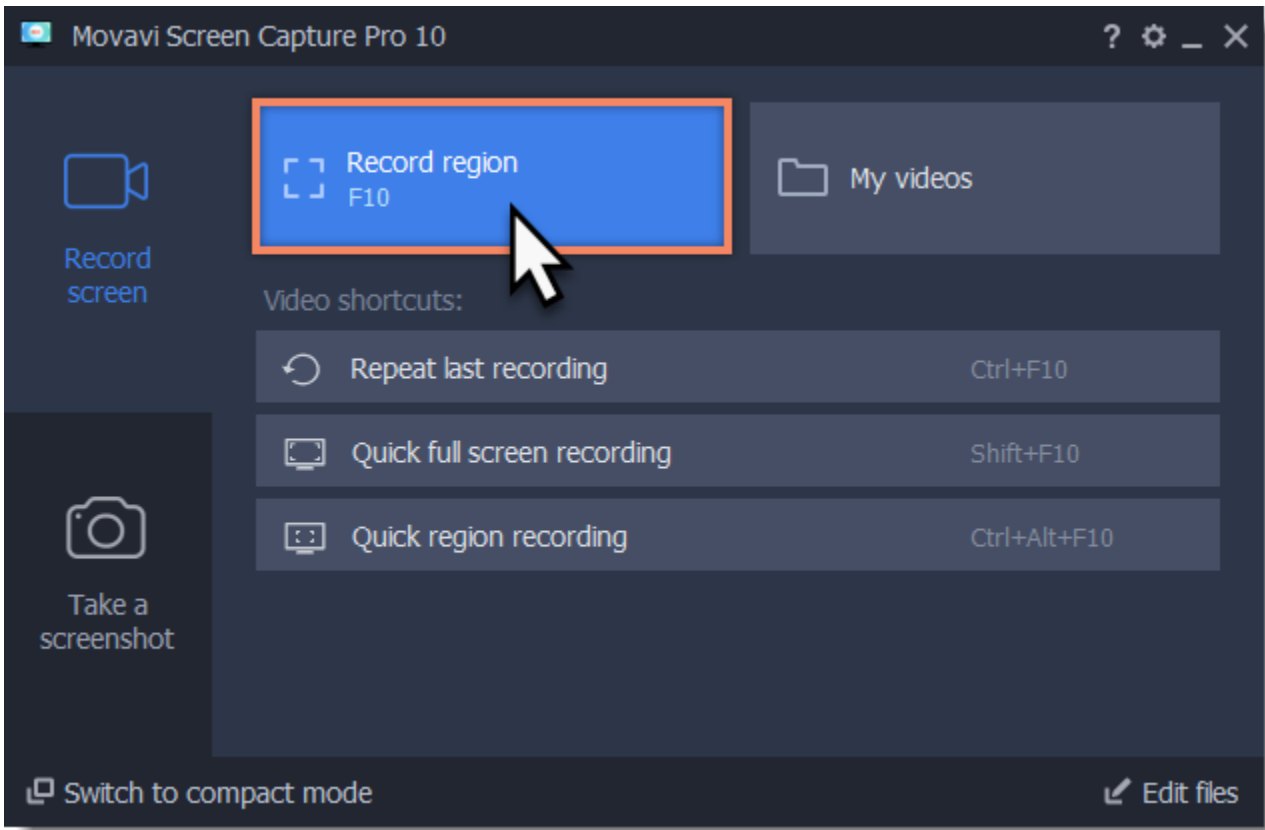 Movavi Screen Capture Pro 10
?
Record region
F10
My videos
Record
screen
Video shortcuts:
Repeat last recording Ctrl+F10
Quick full screen recording Shift+F10
Quick region recording Ctrl+Alt+F10
Take a
screenshot
Switch to compact mode
Edit files